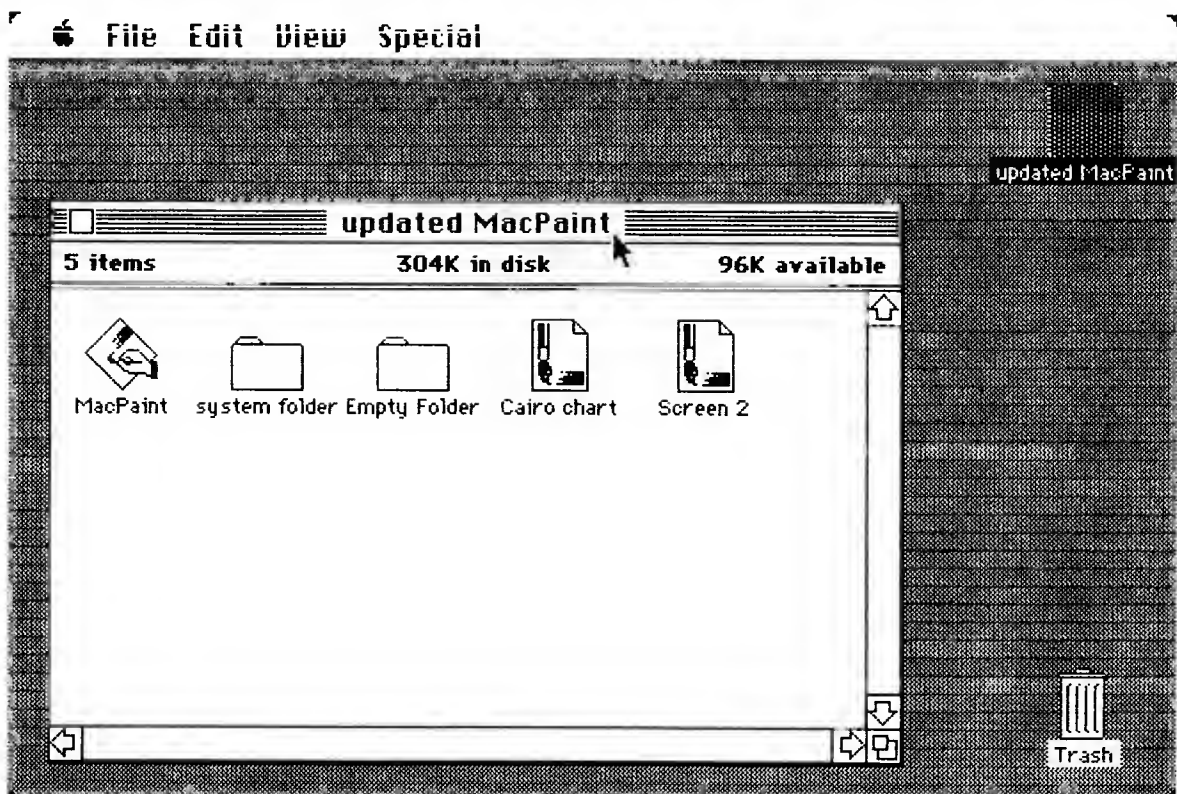 File Edit View Special
updated MacPaint
updated MacPaint
5 items 304K in disk 96K available
MacPaint system folder Empty Folder Cairo chart Screen 2
Trash